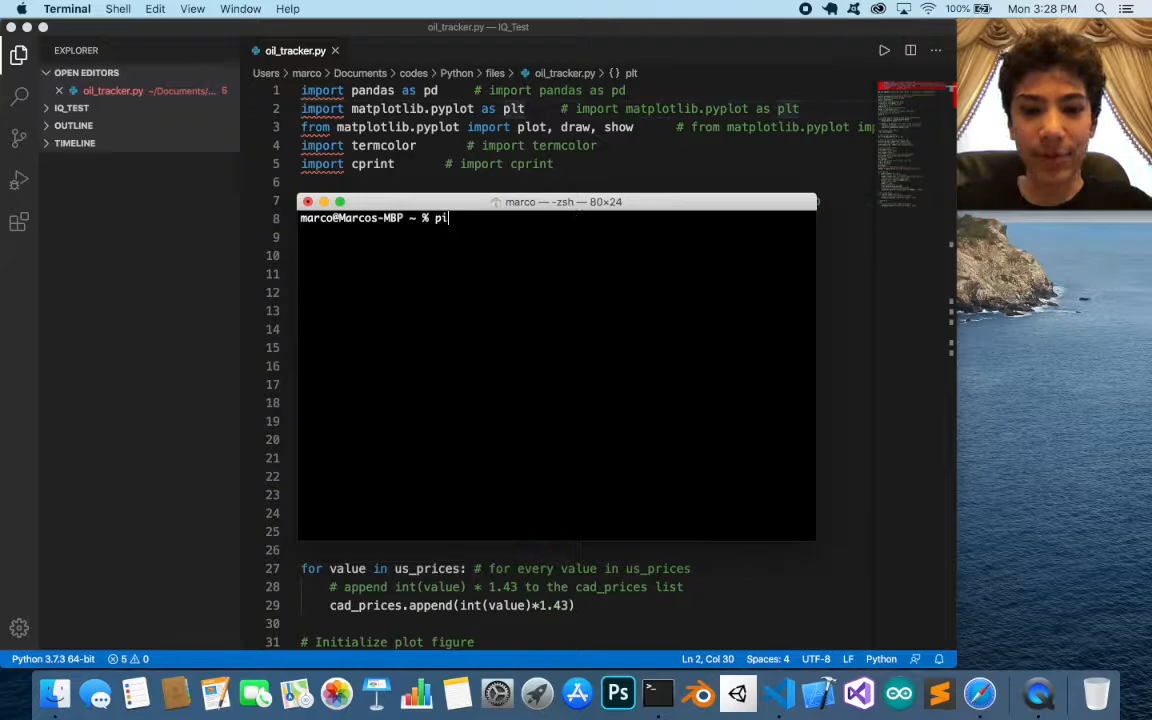 Terminal Shell Edit View Window Help 100% Mon 3:28 PM
oil_tracker.py — IQ_Test
EXPLORER
OPEN EDITORS
oil_tracker.py ~/Documents/... 5
IQ_TEST
OUTLINE
TIMELINE
oil_tracker.py
Users > marco > Documents > codes > Python > files > oil_tracker.py > {} plt
1 import pandas as pd # import pandas as pd
2 import matplotlib.pyplot as plt # import matplotlib.pyplot as plt
3 from matplotlib.pyplot import plot, draw, show # from matplotlib.pyplot imp
4 import termcolor # import termcolor
5 import cprint # import cprint
6
7
marco — -zsh — 80×24
8
marco@Marcos-MBP ~ % pi
9
10
11
12
13
14
15
16
17
18
19
20
21
22
23
24
25
26
27 for value in us_prices: # for every value in us_prices
28 # append int(value) * 1.43 to the cad_prices list
29 cad_prices.append(int(value)*1.43)
30
31 # Initialize plot figure
Python 3.7.3 64-bit 5 0 Ln 2, Col 30 Spaces: 4 UTF-8 LF Python
Ps